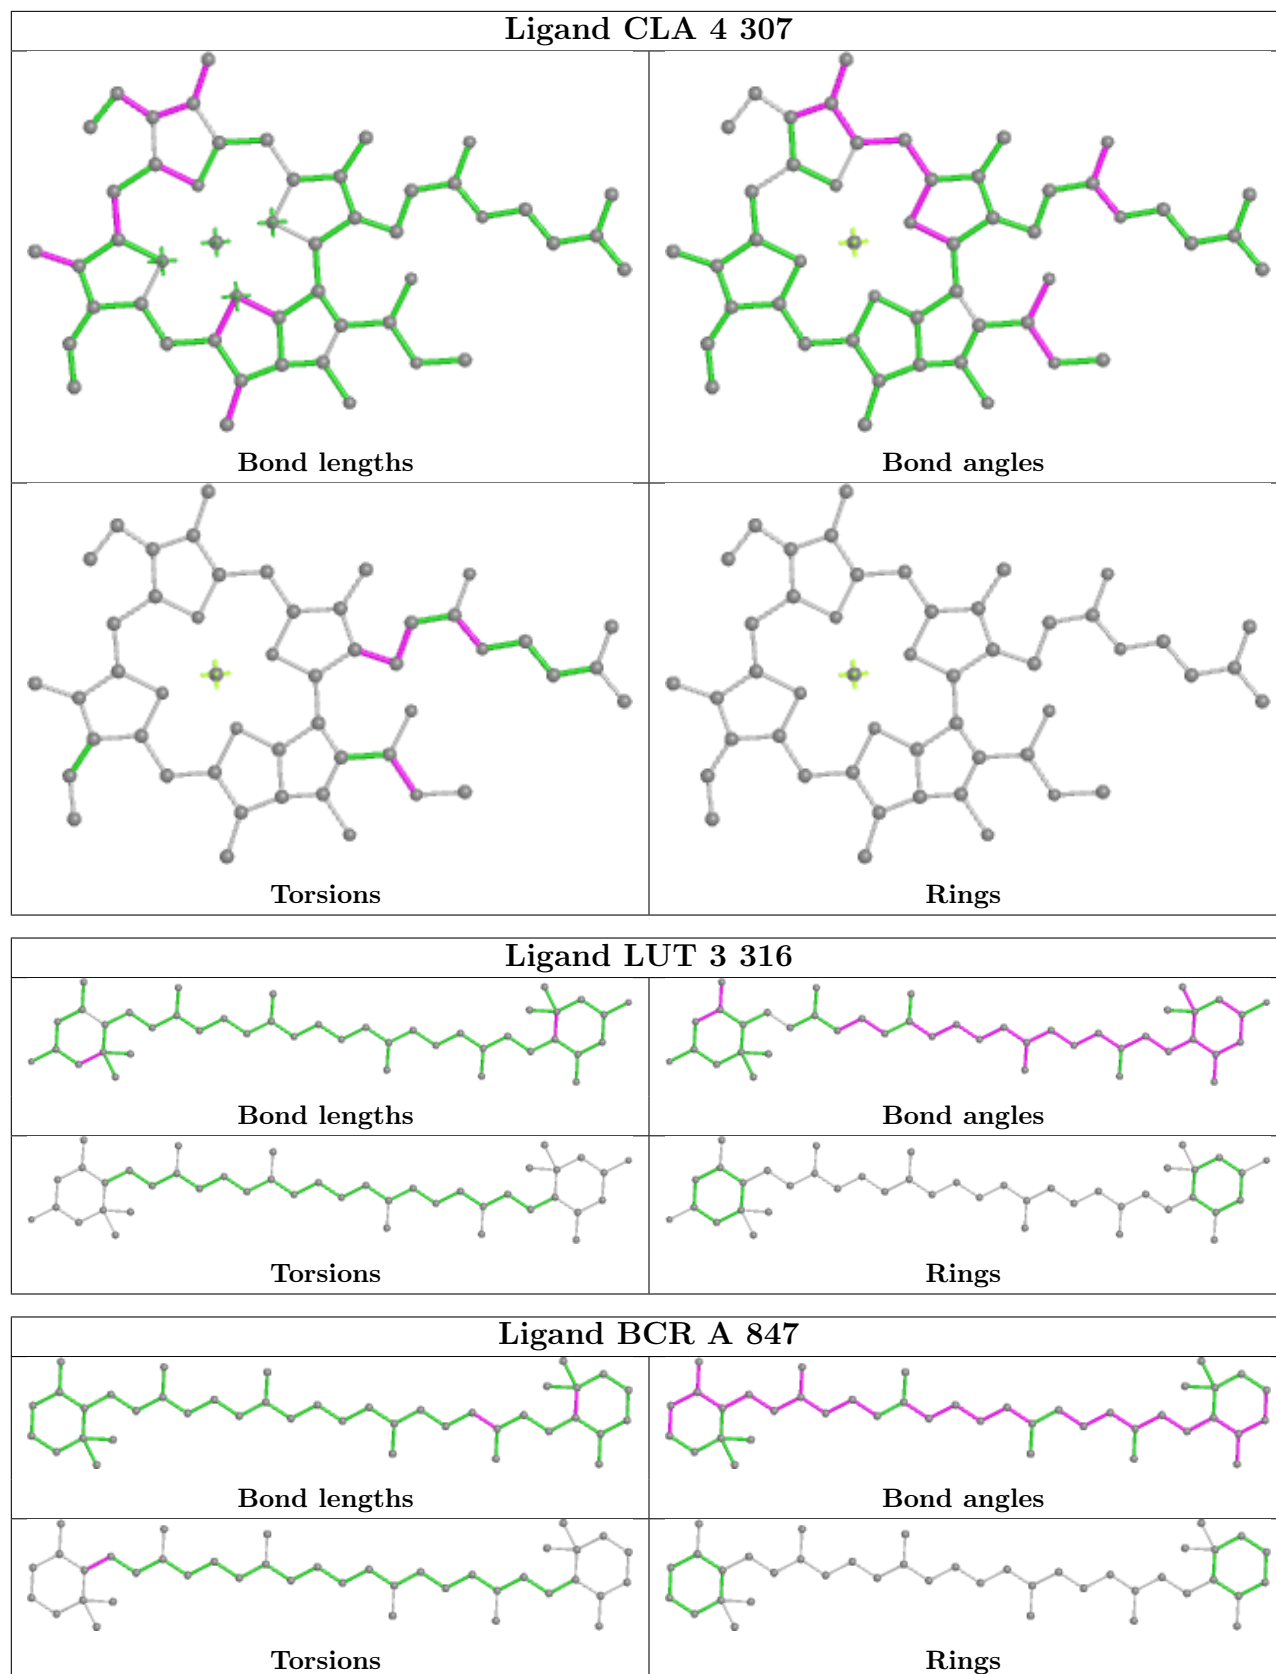 Ligand CLA 4 307
Bond lengths
Bond angles
Torsions
Rings
Ligand LUT 3 316
Bond lengths
Bond angles
Torsions
Rings
Ligand BCR A 847
Bond lengths
Bond angles
Torsions
Rings